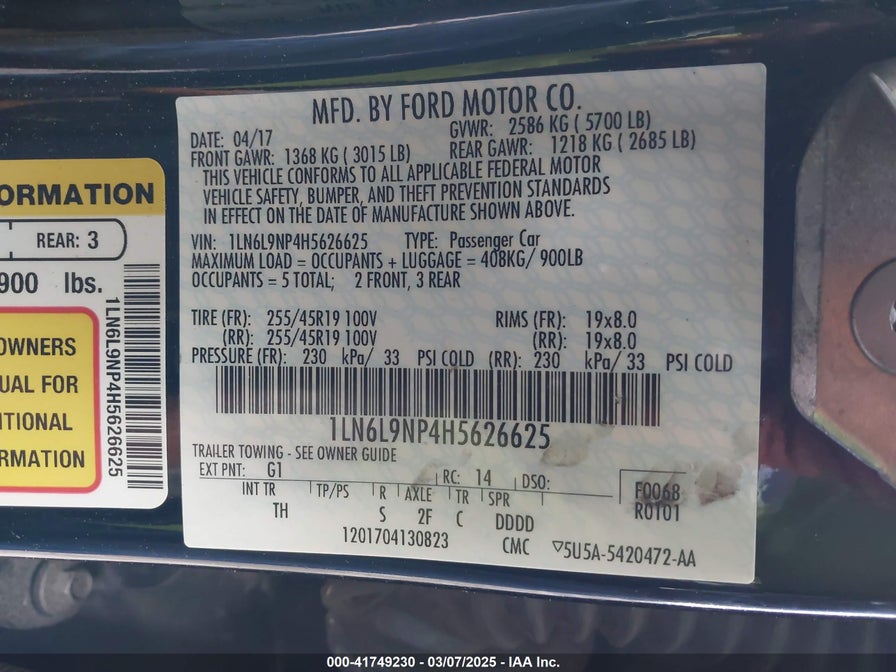 MFD. BY FORD MOTOR CO.
DATE: 04/17
GVWR: 2586 KG ( 5700 LB)
FRONT GAWR: 1368 KG ( 3015 LB)
REAR GAWR: 1218 KG ( 2685 LB)
THIS VEHICLE CONFORMS TO ALL APPLICABLE FEDERAL MOTOR
VEHICLE SAFETY, BUMPER, AND THEFT PREVENTION STANDARDS
IN EFFECT ON THE DATE OF MANUFACTURE SHOWN ABOVE.
VIN: 1LN6L9NP4H5626625 TYPE: Passenger Car
MAXIMUM LOAD = OCCUPANTS + LUGGAGE = 408KG/ 900LB
OCCUPANTS = 5 TOTAL; 2 FRONT, 3 REAR
TIRE (FR): 255/45R19 100V RIMS (FR): 19x8.0
(RR): 255/45R19 100V (RR): 19x8.0
PRESSURE (FR): 230 kPa/ 33 PSI COLD (RR): 230 kPa/ 33 PSI COLD
1LN6L9NP4H5626625
TRAILER TOWING - SEE OWNER GUIDE
EXT PNT: G1 RC: 14 DSO:
INT TR TP/PS R AXLE TR SPR
TH S 2F C DDDD
F0068
R0101
1201704130823 CMC ▽5U5A-5420472-AA
ORMATION
REAR: 3
900 lbs.
OWNERS
UAL FOR
ITIONAL
ORMATION
1LN6L9NP4H5626625
000-41749230 - 03/07/2025 - IAA Inc.